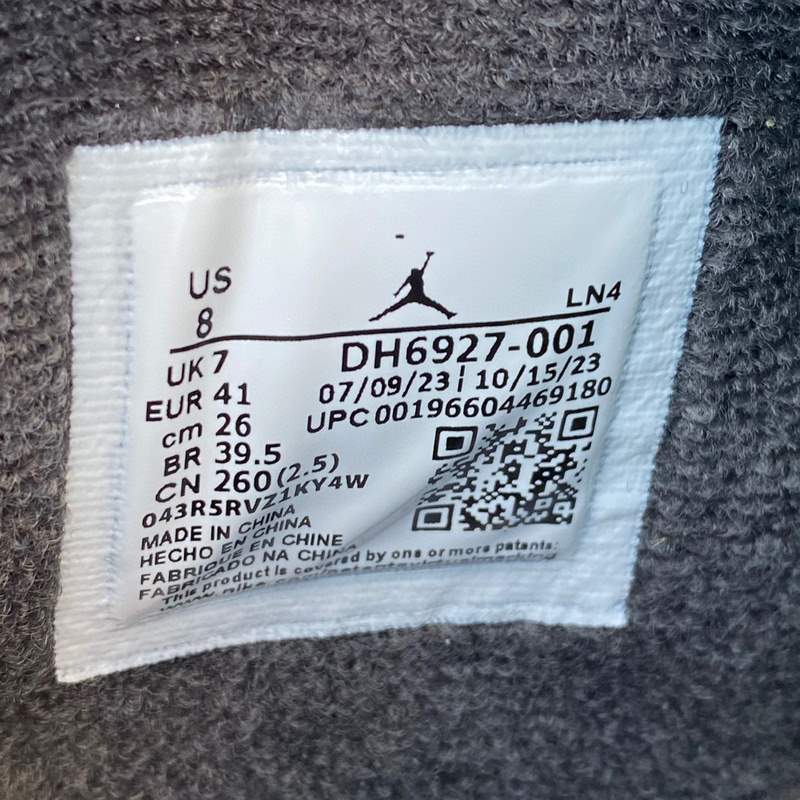 US
8
LN4
UK 7
EUR 41
cm 26
BR 39.5
CN 260 (2.5)
DH6927-001
07/09/23 | 10/15/23
UPC 00196604469180
043R5RVZ1KY4W
MADE IN CHINA
HECHO EN CHINA
FABRIQUE EN CHINE
FABRICADO NA CHINA
This product is covered by one or more patents: